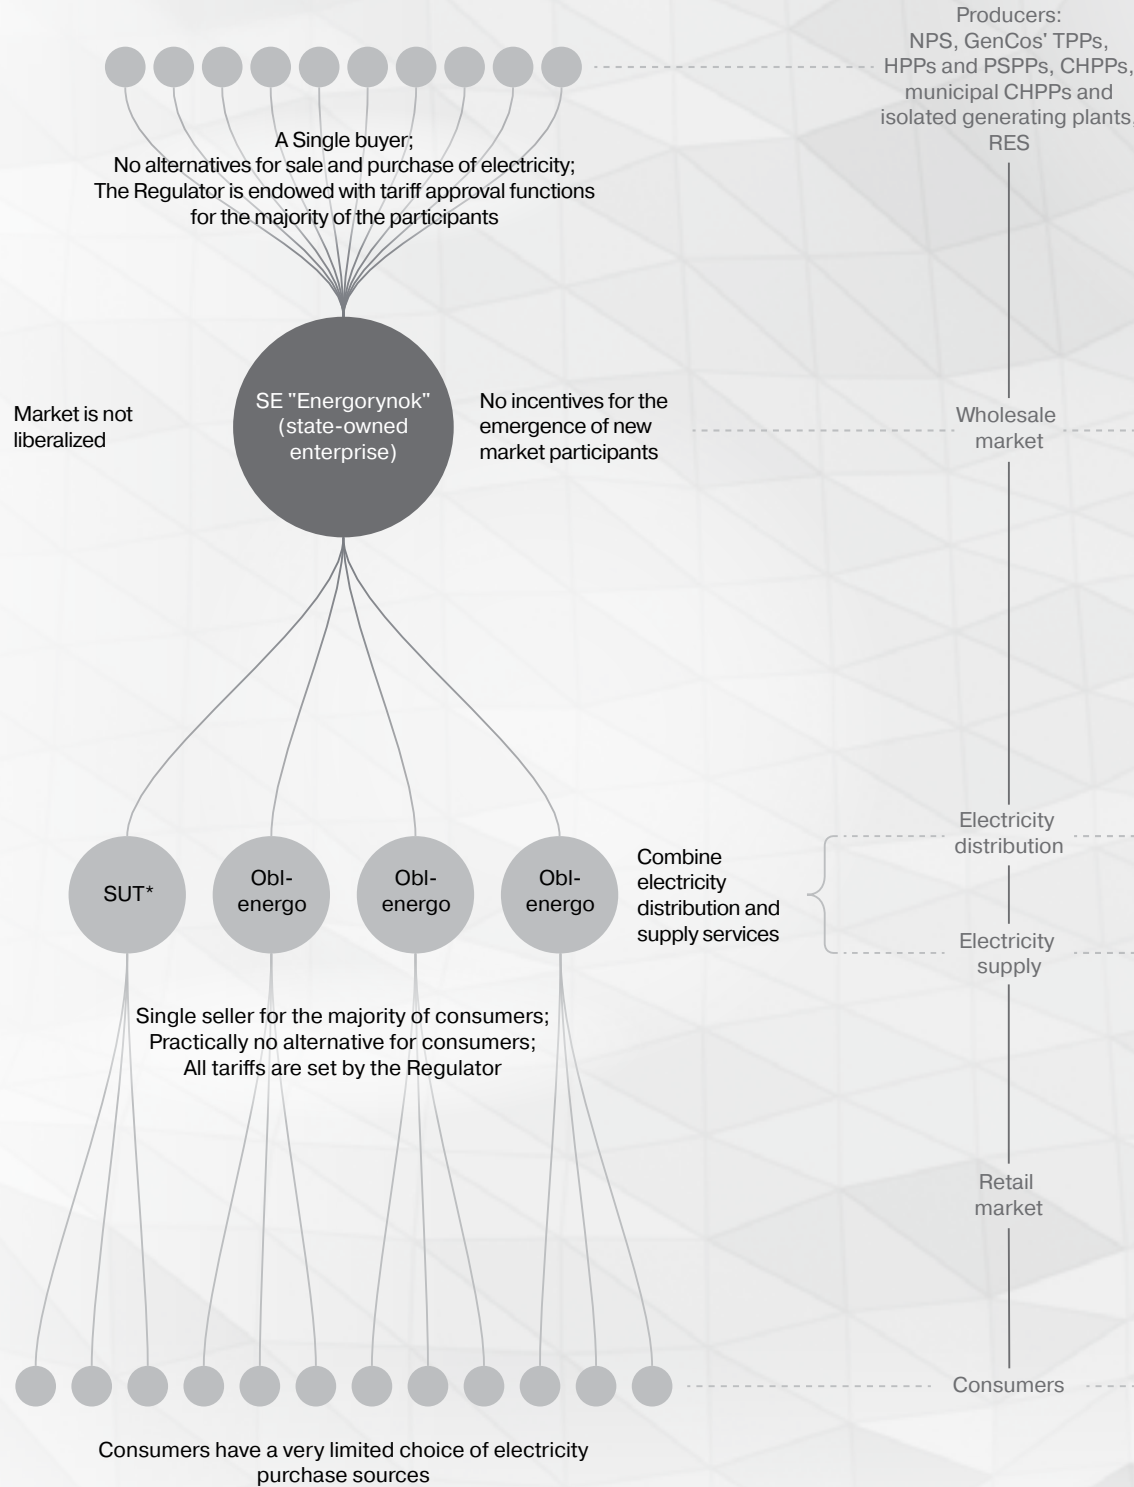 Producers:
NPS, GenCos' TPPs,
HPPs and PSPPs, CHPPs,
municipal CHPPs and
isolated generating plants,
RES
A Single buyer;
No alternatives for sale and purchase of electricity;
The Regulator is endowed with tariff approval functions
for the majority of the participants
Market is not
liberalized
SE "Energorynok"
(state-owned
enterprise)
No incentives for the
emergence of new
market participants
Wholesale
market
SUT*
Obl-
energo
Obl-
energo
Obl-
energo
Combine
electricity
distribution and
supply services
Electricity
distribution
Electricity
supply
Single seller for the majority of consumers;
Practically no alternative for consumers;
All tariffs are set by the Regulator
Retail
market
Consumers
Consumers have a very limited choice of electricity
purchase sources